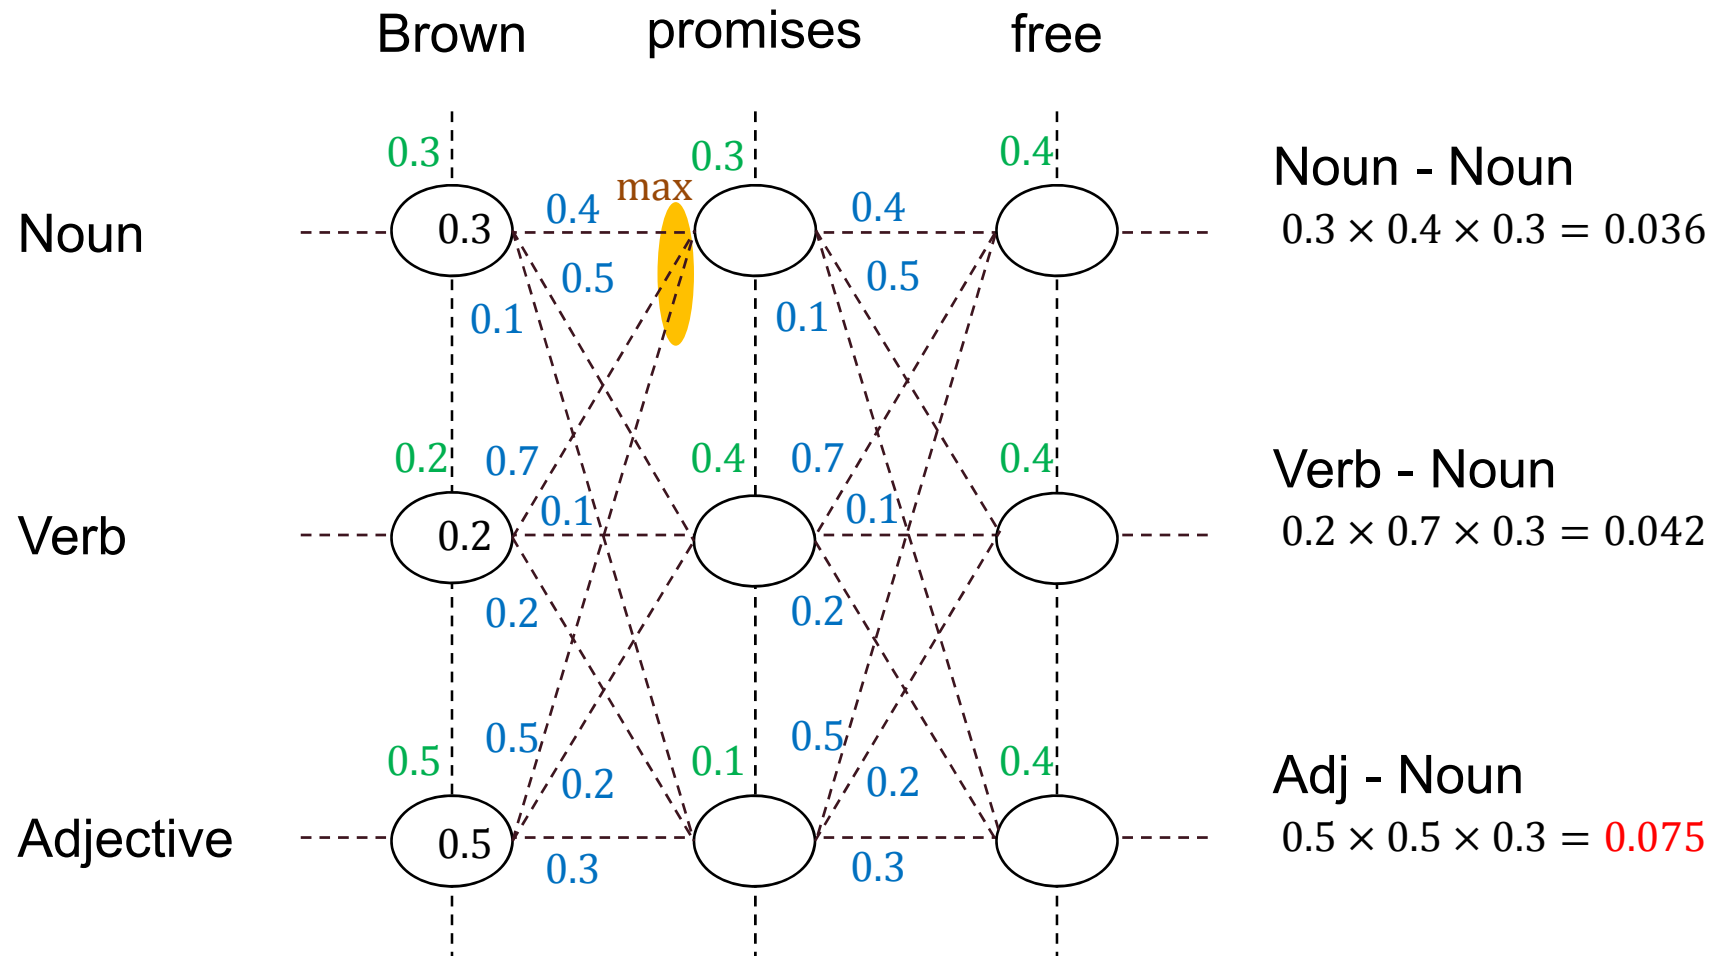 Brown promises free
0.3 0.3 0.4
max
Noun 0.3 0.4 0.4
0.5 0.5
0.1 0.1
Noun - Noun
0.3 × 0.4 × 0.3 = 0.036
0.2 0.7 0.4 0.7 0.4
Verb 0.2 0.1 0.1
0.2 0.2
Verb - Noun
0.2 × 0.7 × 0.3 = 0.042
0.5 0.5 0.1 0.5 0.4
0.2 0.2
Adjective 0.5
0.3 0.3
Adj - Noun
0.5 × 0.5 × 0.3 = 0.075